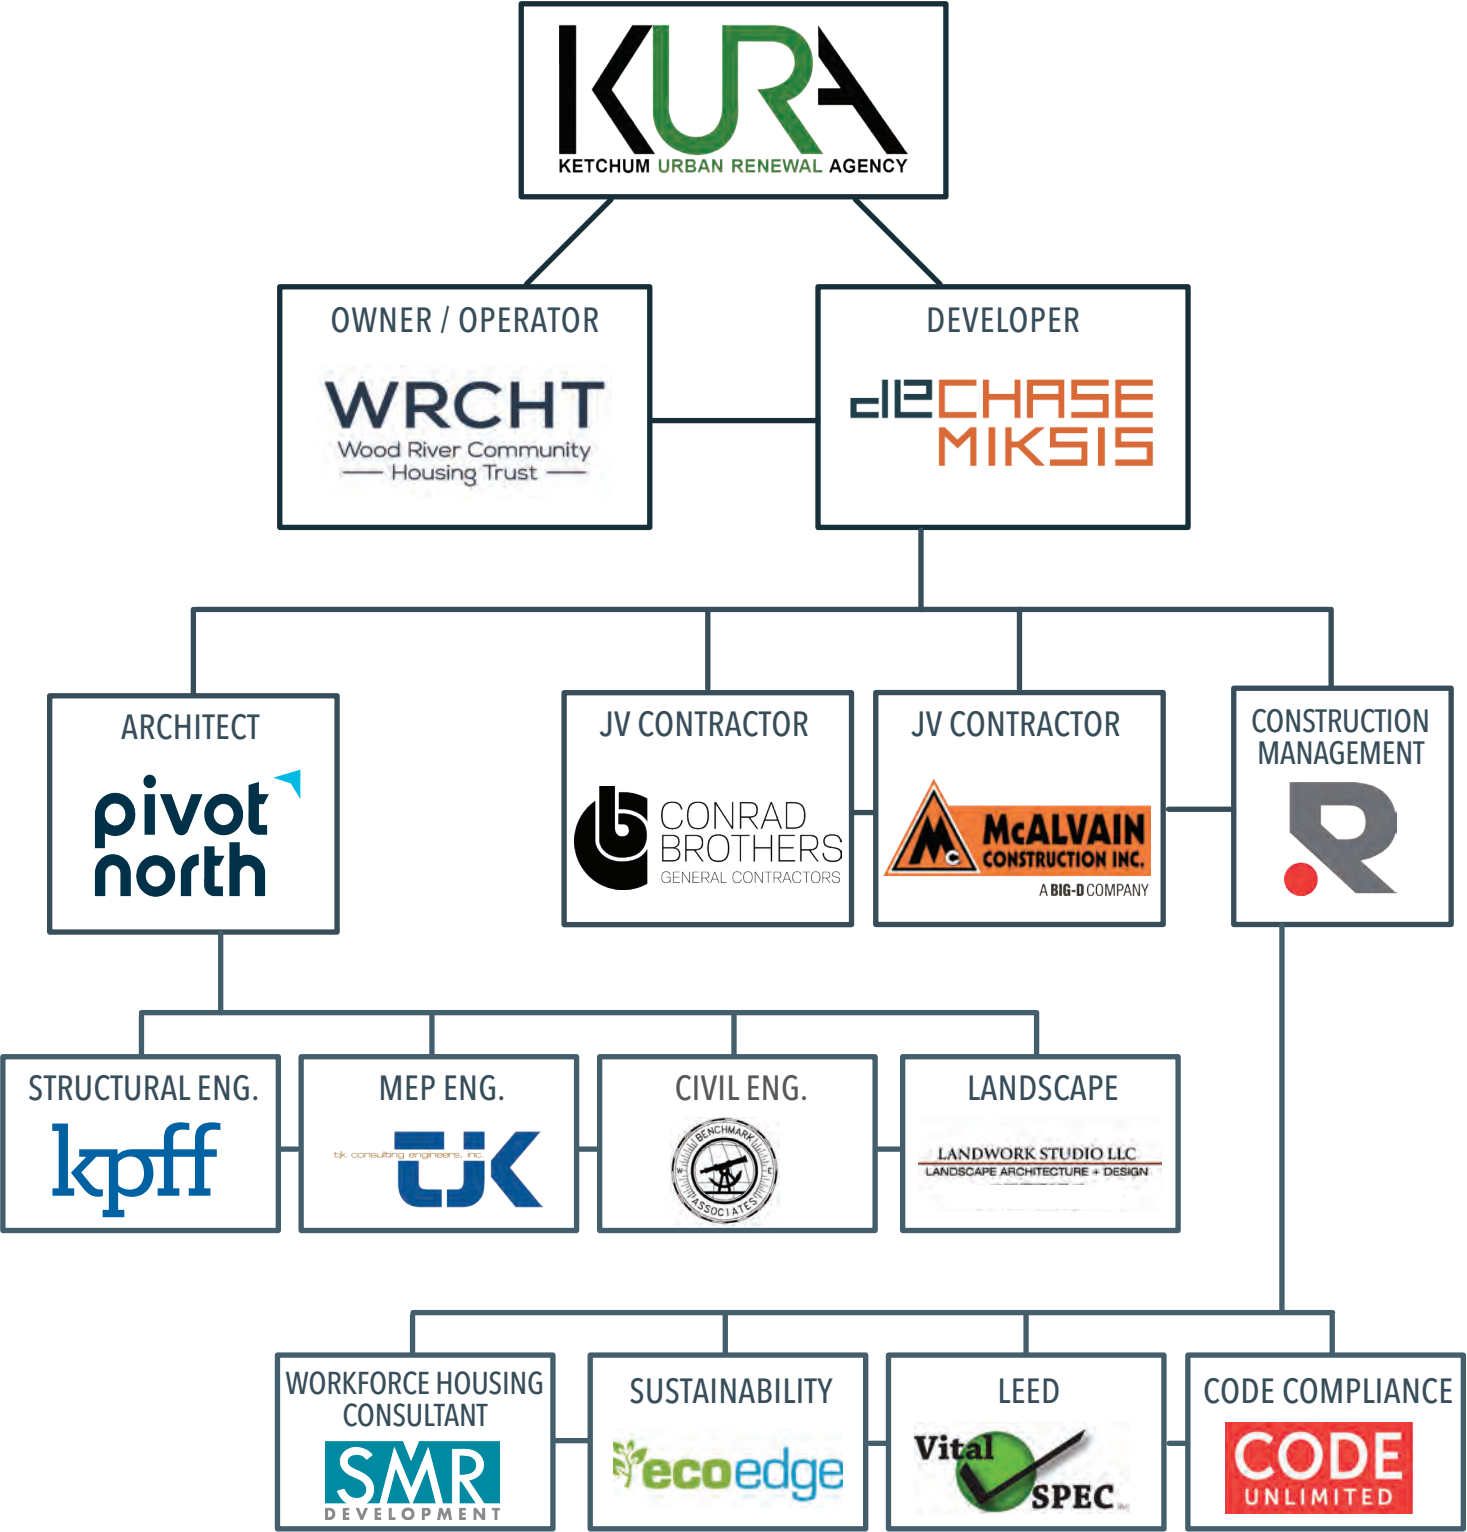 KURA
KETCHUM URBAN RENEWAL AGENCY
OWNER / OPERATOR
WRCHT
Wood River Community
Housing Trust
DEVELOPER
deCHASE
MIKSIS
ARCHITECT
pivot
north
JV CONTRACTOR
b
CONRAD
BROTHERS
GENERAL CONTRACTORS
JV CONTRACTOR
Mc
McALVAIN
CONSTRUCTION INC.
A BIG-D COMPANY
CONSTRUCTION
MANAGEMENT
R
STRUCTURAL ENG.
kpff
MEP ENG.
tjk consulting engineers, inc.
TJK
CIVIL ENG.
BENCHMARK
W E
ASSOCIATES
LANDSCAPE
LANDWORK STUDIO LLC
LANDSCAPE ARCHITECTURE + DESIGN
WORKFORCE HOUSING
CONSULTANT
SMR
DEVELOPMENT
SUSTAINABILITY
ecoedge
LEED
Vital
SPEC
CODE COMPLIANCE
CODE
UNLIMITED